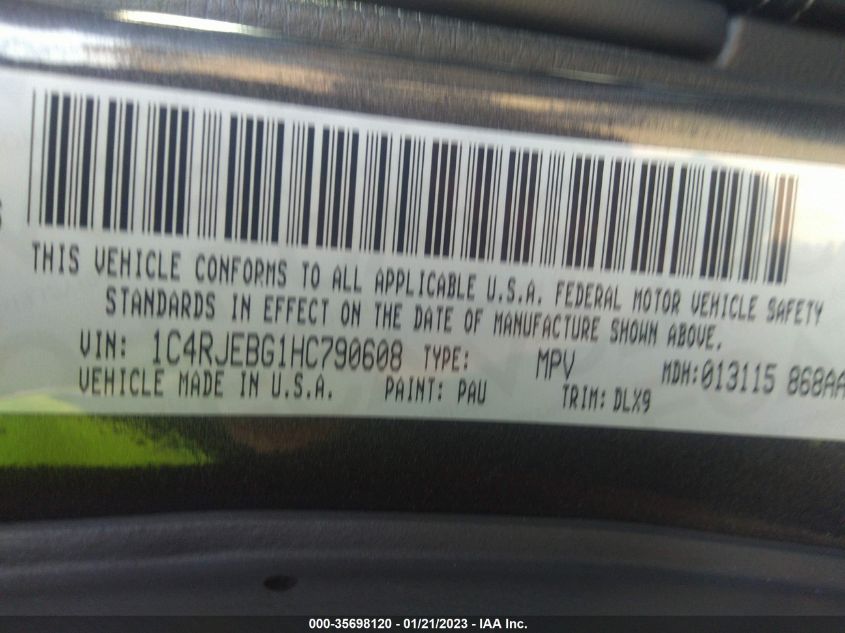 THIS VEHICLE CONFORMS TO ALL APPLICABLE U.S.A. FEDERAL MOTOR VEHICLE SAFETY
STANDARDS IN EFFECT ON THE DATE OF MANUFACTURE SHOWN ABOVE.
VIN: 1C4RJEBG1HC790608 TYPE: MPV MDH:013115 868AA
VEHICLE MADE IN U.S.A. PAINT: PAU TRIM: DLX9
000-35698120 - 01/21/2023 - IAA Inc.